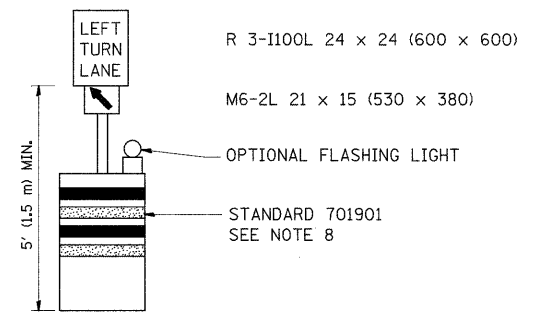 LEFT
TURN
LANE
R 3-I100L 24 x 24 (600 x 600)
M6-2L 21 x 15 (530 x 380)
OPTIONAL FLASHING LIGHT
STANDARD 701901
SEE NOTE 8
5' (1.5 m) MIN.